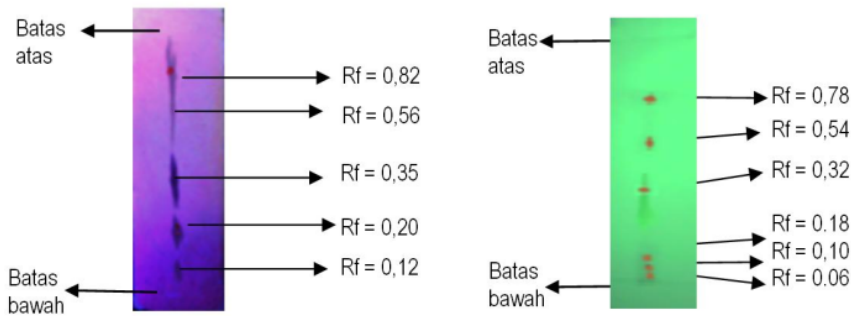 Batas
atas
Rf = 0,82
Rf = 0,56
Rf = 0,35
Rf = 0,20
Rf = 0,12
Batas
bawah
Batas
atas
Rf = 0,78
Rf = 0,54
Rf = 0,32
Rf = 0.18
Rf = 0,10
Rf = 0.06
Batas
bawah